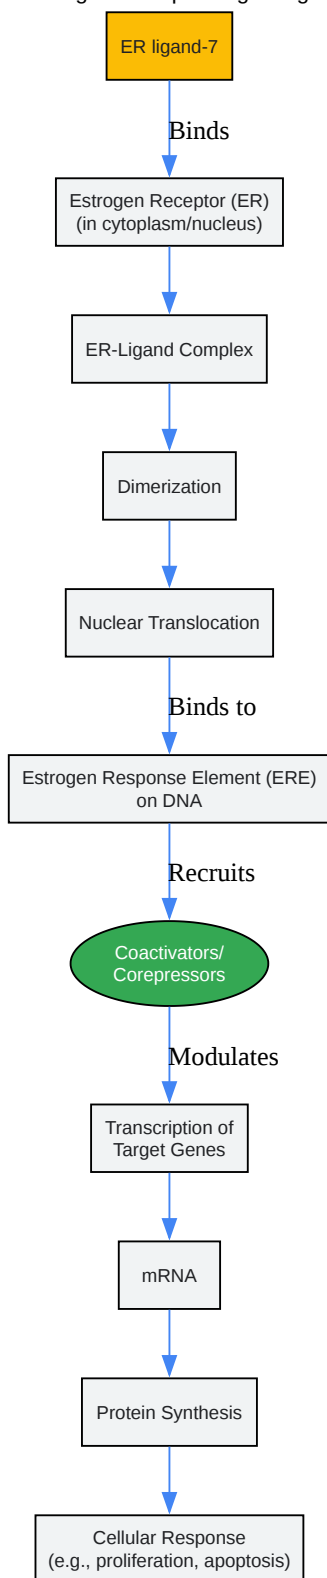 ER ligand-7
Binds
Estrogen Receptor (ER)
(in cytoplasm/nucleus)
ER-Ligand Complex
Dimerization
Nuclear Translocation
Binds to
Estrogen Response Element (ERE)
on DNA
Recruits
Coactivators/
Corepressors
Modulates
Transcription of
Target Genes
mRNA
Protein Synthesis
Cellular Response
(e.g., proliferation, apoptosis)